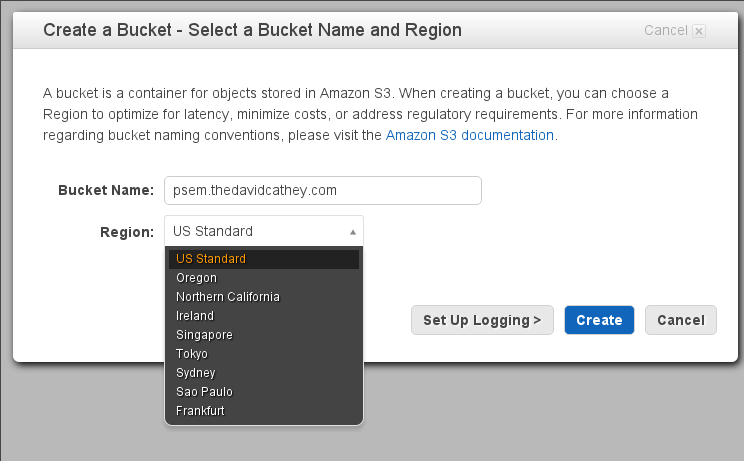 Create a Bucket - Select a Bucket Name and Region
Cancel
A bucket is a container for objects stored in Amazon S3. When creating a bucket, you can choose a
Region to optimize for latency, minimize costs, or address regulatory requirements. For more information
regarding bucket naming conventions, please visit the Amazon S3 documentation.
Bucket Name: psem.thedavidcathey.com
Region: US Standard
US Standard
Oregon
Northern California
Ireland
Singapore
Tokyo
Sydney
Sao Paulo
Frankfurt
Set Up Logging > Create Cancel